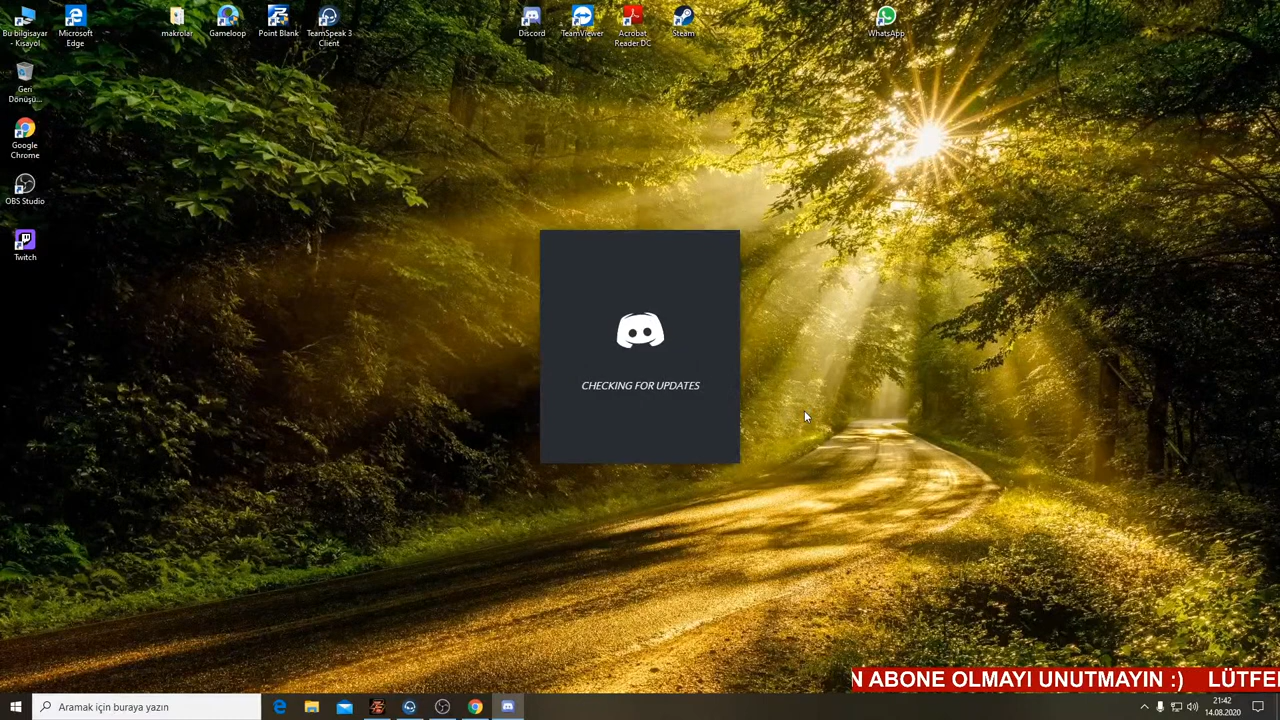 Bu bilgisayar
- Kısayol
Microsoft
Edge
makrolar
Gameloop
Point Blank
TeamSpeak 3
Client
Discord
TeamViewer
Acrobat
Reader DC
Steam
WhatsApp
Geri
Dönüşü...
Google
Chrome
OBS Studio
Twitch
CHECKING FOR UPDATES
N ABONE OLMAYI UNUTMAYIN :) LÜTFE
Aramak için buraya yazın
21:42
14.08.2020